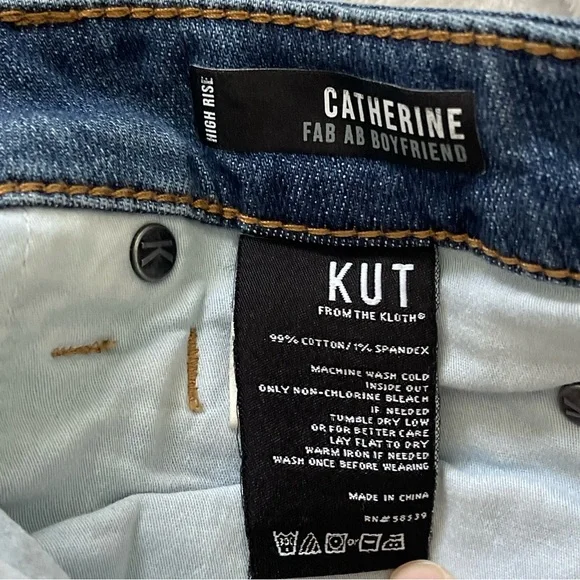 HIGH RISE
CATHERINE
FAB AB BOYFRIEND
K
KUT
FROM THE KLOTH®
99% COTTON/1% SPANDEX
MACHINE WASH COLD
INSIDE OUT
ONLY NON-CHLORINE BLEACH
IF NEEDED
TUMBLE DRY LOW
OR FOR BETTER CARE
LAY FLAT TO DRY
WARM IRON IF NEEDED
WASH ONCE BEFORE WEARING
MADE IN CHINA
RN# 58539
or